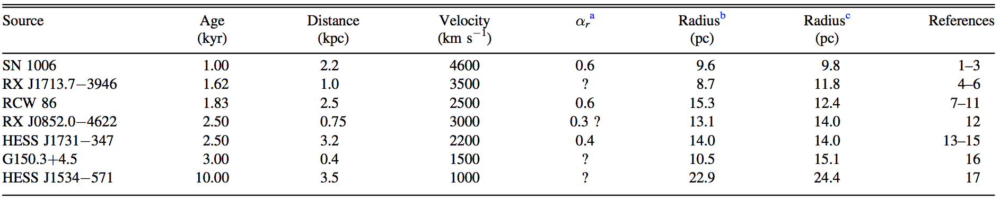 Source Age Distance Velocity αr a Radius b Radius c References
(kyr) (kpc) (km s−1) (pc) (pc)
SN 1006 1.00 2.2 4600 0.6 9.6 9.8 1–3
RX J1713.7−3946 1.62 1.0 3500 ? 8.7 11.8 4–6
RCW 86 1.83 2.5 2500 0.6 15.3 12.4 7–11
RX J0852.0−4622 2.50 0.75 3000 0.3 ? 13.1 14.0 12
HESS J1731−347 2.50 3.2 2200 0.4 14.0 14.0 13–15
G150.3+4.5 3.00 0.4 1500 ? 10.5 15.1 16
HESS J1534−571 10.00 3.5 1000 ? 22.9 24.4 17